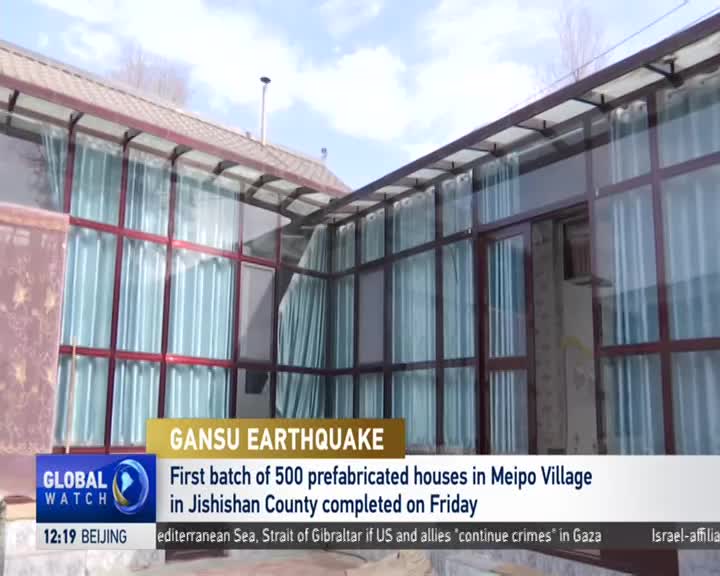 GANSU EARTHQUAKE
First batch of 500 prefabricated houses in Meipo Village
in Jishishan County completed on Friday
GLOBAL
WATCH
12:19 BEIJING
editerranean Sea, Strait of Gibraltar if US and allies "continue crimes" in Gaza Israel-affilia